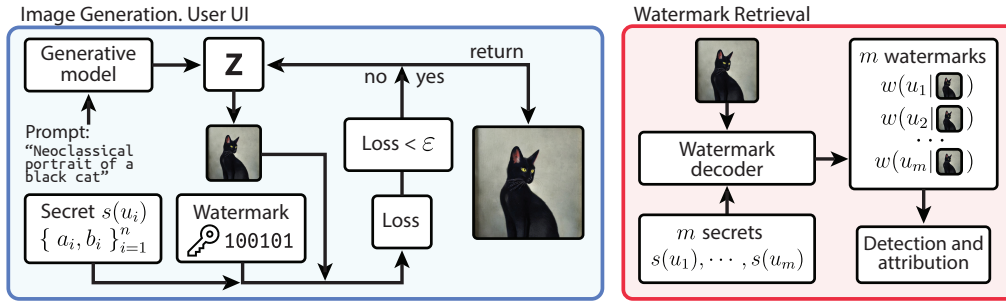 Image Generation. User UI
Generative
model
Z
Prompt:
"Neoclassical
portrait of a
black cat"
no
yes
return
Loss < ε
Loss
Secret s(u_i)
{ a_i, b_i }_{i=1}^n
Watermark
100101
Watermark Retrieval
Watermark
decoder
m secrets
s(u_1), ⋯ , s(u_m)
m watermarks
w(u_1| )
w(u_2| )
...
w(u_m| )
Detection and
attribution